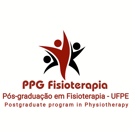 PPG Fisioterapia
Pós-graduação em Fisioterapia - UFPE
Postgraduate program in Physiotherapy